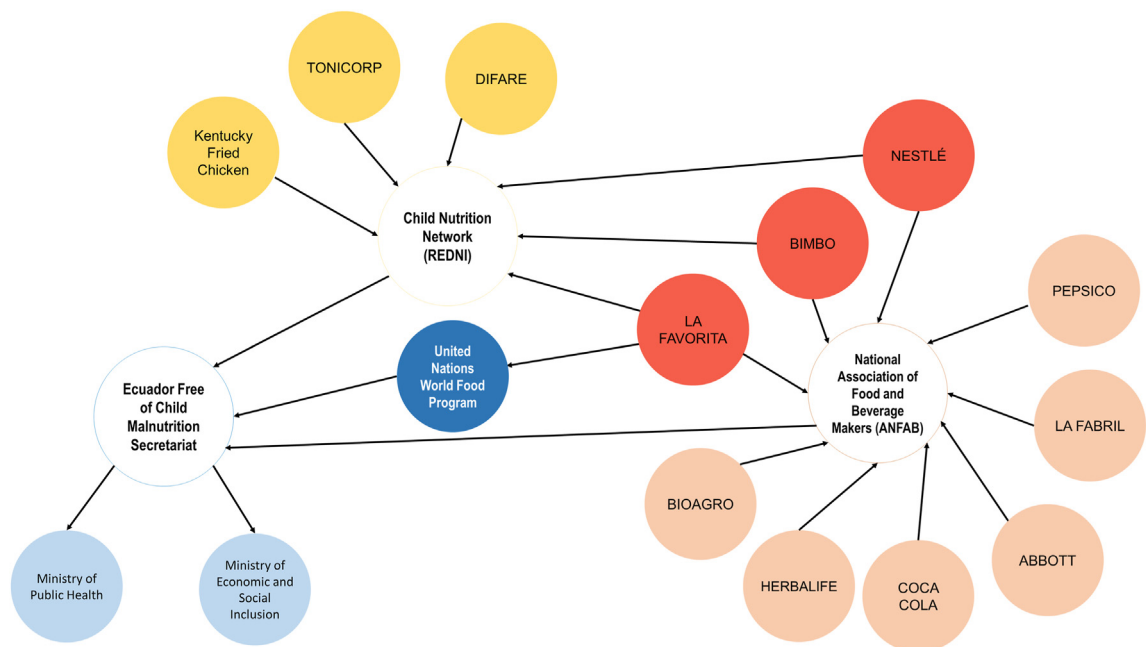 TONICORP
DIFARE
Kentucky
Fried
Chicken
NESTLÉ
Child Nutrition
Network
(REDNI)
BIMBO
PEPSICO
LA
FAVORITA
United
Nations
World Food
Program
Ecuador Free
of Child
Malnutrition
Secretariat
National
Association of
Food and
Beverage
Makers (ANFAB)
LA FABRIL
BIOAGRO
ABBOTT
HERBALIFE
COCA
COLA
Ministry of
Public Health
Ministry of
Economic and
Social
Inclusion